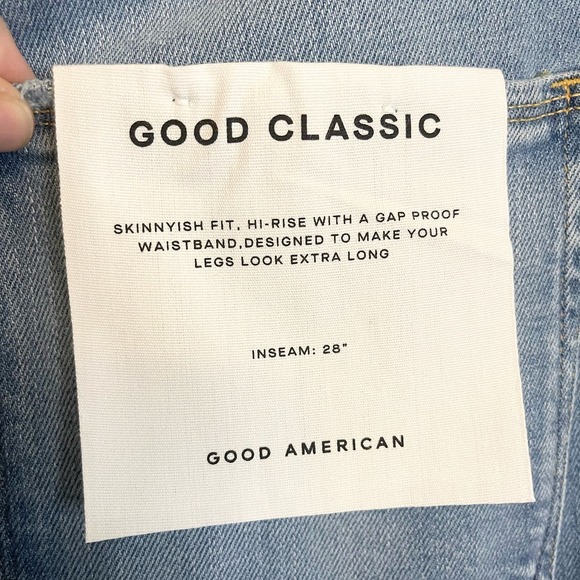 GOOD CLASSIC
SKINNYISH FIT, HI-RISE WITH A GAP PROOF
WAISTBAND,DESIGNED TO MAKE YOUR
LEGS LOOK EXTRA LONG
INSEAM: 28"
GOOD AMERICAN